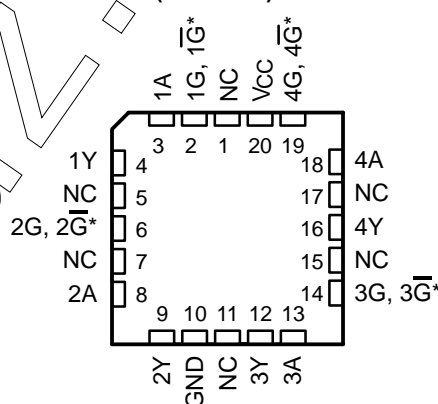 1A
1G, 1G̅*
NC
VCC
4G, 4G̅*
3 2 1 20 19
1Y 4
NC 5
2G, 2G̅* 6
NC 7
2A 8
18 4A
17 NC
16 4Y
15 NC
14 3G, 3G̅*
9 10 11 12 13
2Y
GND
NC
3Y
3A